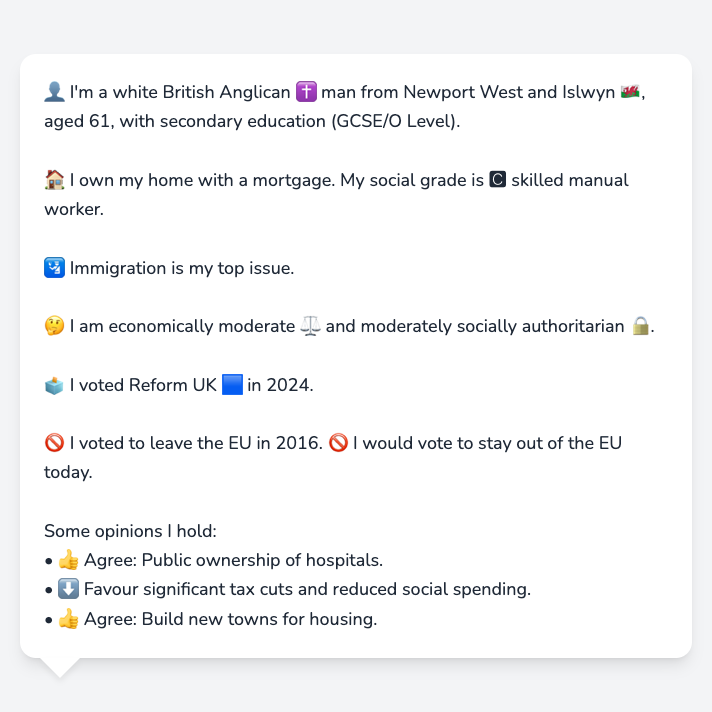 👤 I'm a white British Anglican ✝️ man from Newport West and Islwyn 🏴󠁧󠁢󠁷󠁬󠁳󠁿,
aged 61, with secondary education (GCSE/O Level).
🏠 I own my home with a mortgage. My social grade is 🅲 skilled manual
worker.
🛂 Immigration is my top issue.
🤔 I am economically moderate ⚖️ and moderately socially authoritarian 🔒.
🗳️ I voted Reform UK 🟦 in 2024.
🚫 I voted to leave the EU in 2016. 🚫 I would vote to stay out of the EU
today.
Some opinions I hold:
• 👍 Agree: Public ownership of hospitals.
• ⬇️ Favour significant tax cuts and reduced social spending.
• 👍 Agree: Build new towns for housing.